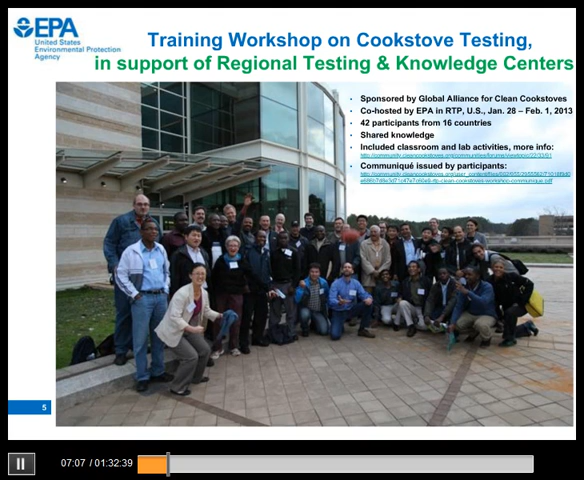 EPA
United States
Environmental Protection
Agency
Training Workshop on Cookstove Testing,
in support of Regional Testing & Knowledge Centers
• Sponsored by Global Alliance for Clean Cookstoves
• Co-hosted by EPA in RTP, U.S., Jan. 28 – Feb. 1, 2013
• 42 participants from 16 countries
• Shared knowledge
• Included classroom and lab activities, more info:
• Communiqué issued by participants:
5
07:07 / 01:32:39